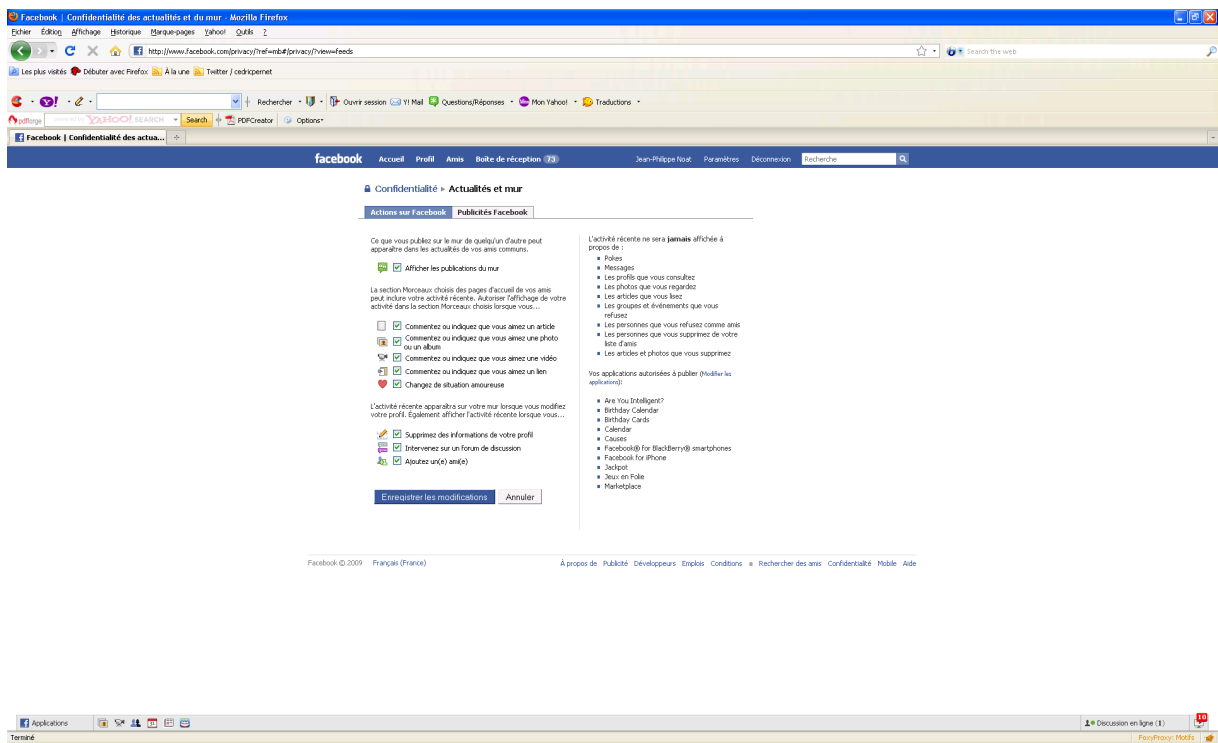 Facebook | Confidentialité des actualités et du mur - Mozilla Firefox
Fichier Édition Affichage Historique Marque-pages Yahoo! Outils ?
http://www.facebook.com/privacy/?ref=mb#/privacy/?view=feeds
Search the web
Les plus visités Débuter avec Firefox À la une Twitter / cedricpernet
Rechercher Ouvrir session Y! Mail Questions/Réponses Mon Yahoo! Traductions
pdfforge powered by YAHOO! SEARCH Search PDFCreator Options
Facebook | Confidentialité des actua...
facebook Accueil Profil Amis Boîte de réception 73 Jean-Philippe Noat Paramètres Déconnexion Recherche
Confidentialité ▸ Actualités et mur
Actions sur Facebook Publicités Facebook
Ce que vous publiez sur le mur de quelqu'un d'autre peut
apparaître dans les actualités de vos amis communs.
Afficher les publications du mur
La section Morceaux choisis des pages d'accueil de vos amis
peut inclure votre activité récente. Autoriser l'affichage de votre
activité dans la section Morceaux choisis lorsque vous...
Commentez ou indiquez que vous aimez un article
Commentez ou indiquez que vous aimez une photo
ou un album
Commentez ou indiquez que vous aimez une vidéo
Commentez ou indiquez que vous aimez un lien
Changez de situation amoureuse
L'activité récente apparaîtra sur votre mur lorsque vous modifiez
votre profil. Également afficher l'activité récente lorsque vous...
Supprimez des informations de votre profil
Intervenez sur un forum de discussion
Ajoutez un(e) ami(e)
Enregistrer les modifications Annuler
L'activité récente ne sera jamais affichée à
propos de :
Pokes
Messages
Les profils que vous consultez
Les photos que vous regardez
Les articles que vous lisez
Les groupes et événements que vous
refusez
Les personnes que vous refusez comme amis
Les personnes que vous supprimez de votre
liste d'amis
Les articles et photos que vous supprimez
Vos applications autorisées à publier (Modifier les
applications):
Are You Intelligent?
Birthday Calendar
Birthday Cards
Calendar
Causes
Facebook® for BlackBerry® smartphones
Facebook for iPhone
Jackpot
Jeux en Folie
Marketplace
Facebook © 2009 Français (France) À propos de Publicité Développeurs Emplois Conditions Rechercher des amis Confidentialité Mobile Aide
Applications Discussion en ligne (1) 10
Terminé FoxyProxy: Motifs